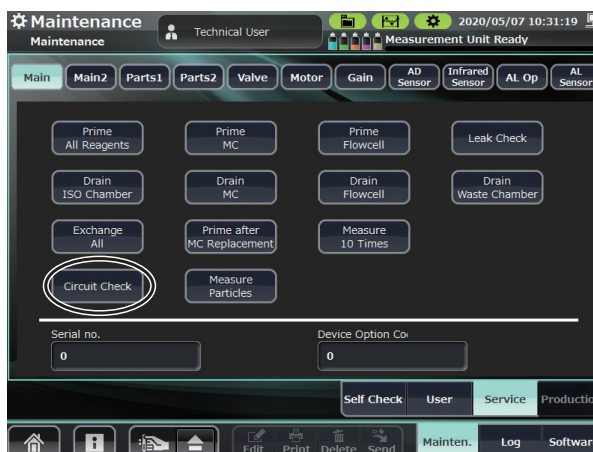 Maintenance
Maintenance
Technical User
2020/05/07 10:31:19
Measurement Unit Ready
Main
Main2
Parts1
Parts2
Valve
Motor
Gain
AD
Sensor
Infrared
Sensor
AL Op
AL
Sensor
Prime
All Reagents
Prime
MC
Prime
Flowcell
Leak Check
Drain
ISO Chamber
Drain
MC
Drain
Flowcell
Drain
Waste Chamber
Exchange
All
Prime after
MC Replacement
Measure
10 Times
Circuit Check
Measure
Particles
Serial no.
Device Option Co
0
0
Self Check
User
Service
Productio
Edit
Print
Delete
Send
Mainten.
Log
Softwar